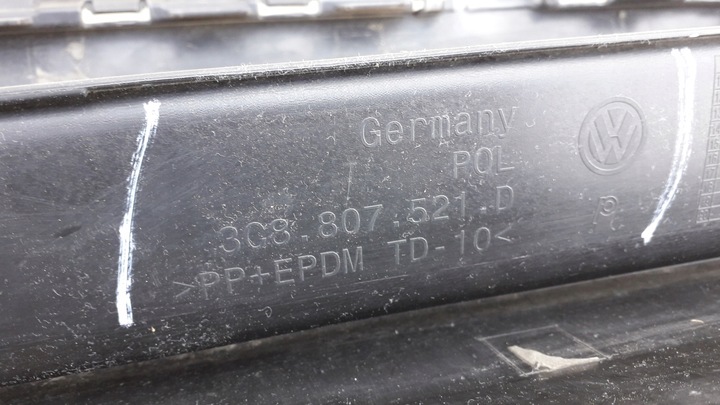 Germany
POL
3G8.807.521.D
>PP+EPDM TD-10<